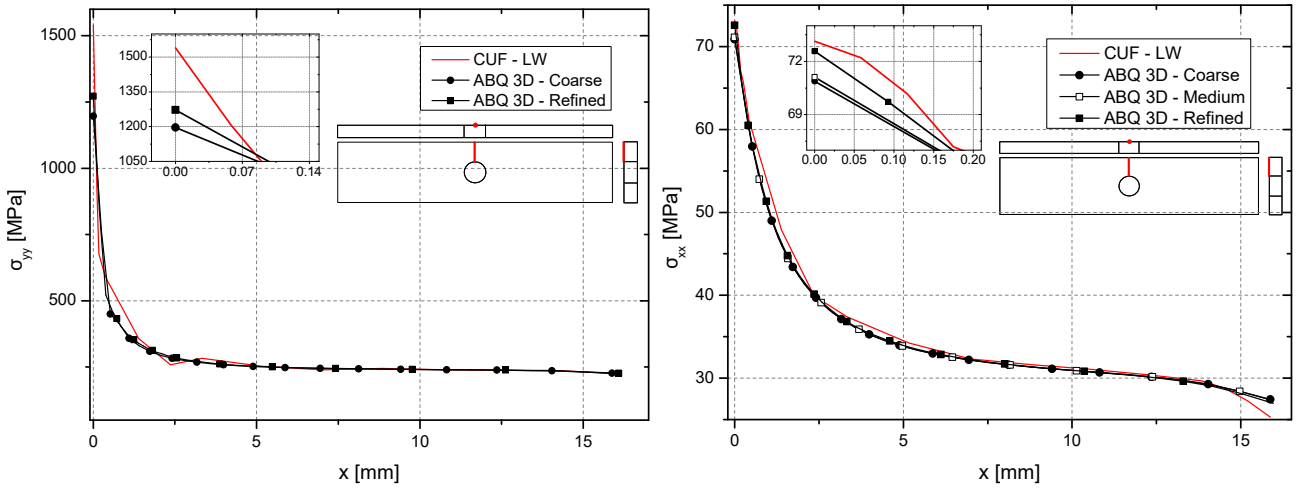 1500
1000
500
σyy [MPa]
0
5
10
15
x [mm]
1500
1350
1200
1050
0.00
0.07
0.14
CUF - LW
ABQ 3D - Coarse
ABQ 3D - Refined
70
60
50
40
30
σxx [MPa]
0
5
10
15
x [mm]
72
69
0.00
0.05
0.10
0.15
0.20
CUF - LW
ABQ 3D - Coarse
ABQ 3D - Medium
ABQ 3D - Refined